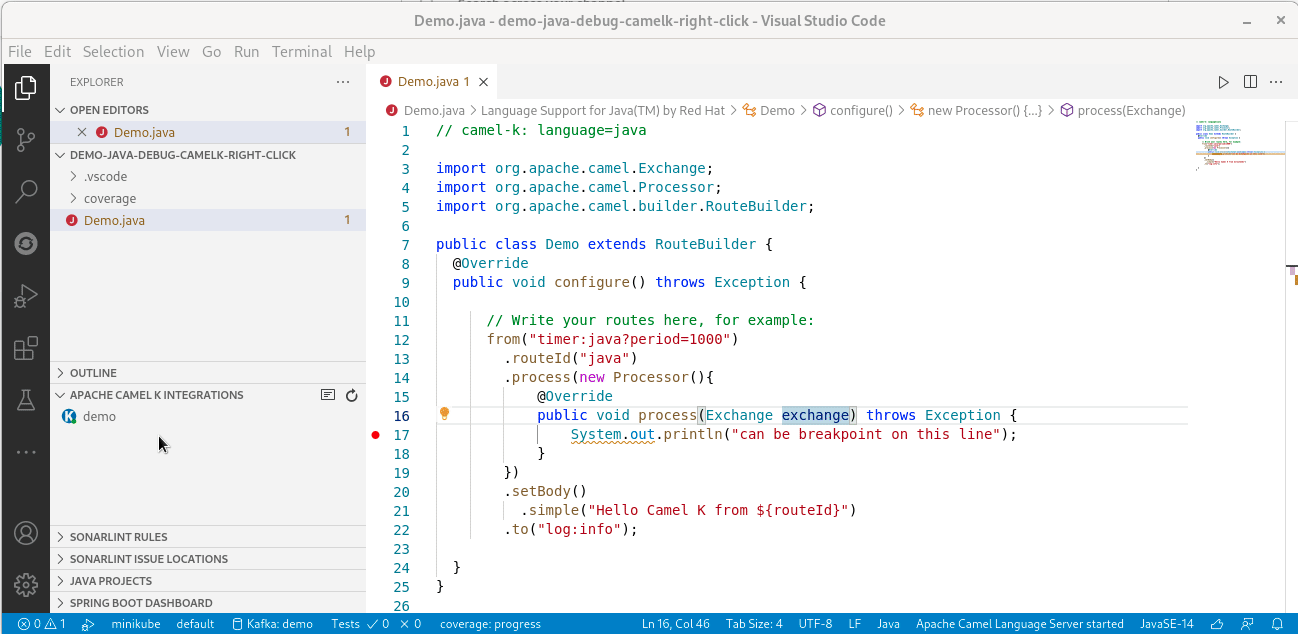 Demo.java - demo-java-debug-camelk-right-click - Visual Studio Code
File Edit Selection View Go Run Terminal Help
EXPLORER
OPEN EDITORS
Demo.java 1
DEMO-JAVA-DEBUG-CAMELK-RIGHT-CLICK
.vscode
coverage
Demo.java 1
OUTLINE
APACHE CAMEL K INTEGRATIONS
demo
SONARLINT RULES
SONARLINT ISSUE LOCATIONS
JAVA PROJECTS
SPRING BOOT DASHBOARD
Demo.java 1
Demo.java > Language Support for Java(TM) by Red Hat > Demo > configure() > new Processor() {...} > process(Exchange)
1 // camel-k: language=java
2
3 import org.apache.camel.Exchange;
4 import org.apache.camel.Processor;
5 import org.apache.camel.builder.RouteBuilder;
6
7 public class Demo extends RouteBuilder {
8 @Override
9 public void configure() throws Exception {
10
11 // Write your routes here, for example:
12 from("timer:java?period=1000")
13 .routeId("java")
14 .process(new Processor(){
15 @Override
16 public void process(Exchange exchange) throws Exception {
17 System.out.println("can be breakpoint on this line");
18 }
19 })
20 .setBody()
21 .simple("Hello Camel K from ${routeId}")
22 .to("log:info");
23
24 }
25 }
26
0 1 minikube default Kafka: demo Tests 0 0 coverage: progress Ln 16, Col 46 Tab Size: 4 UTF-8 LF Java Apache Camel Language Server started JavaSE-14